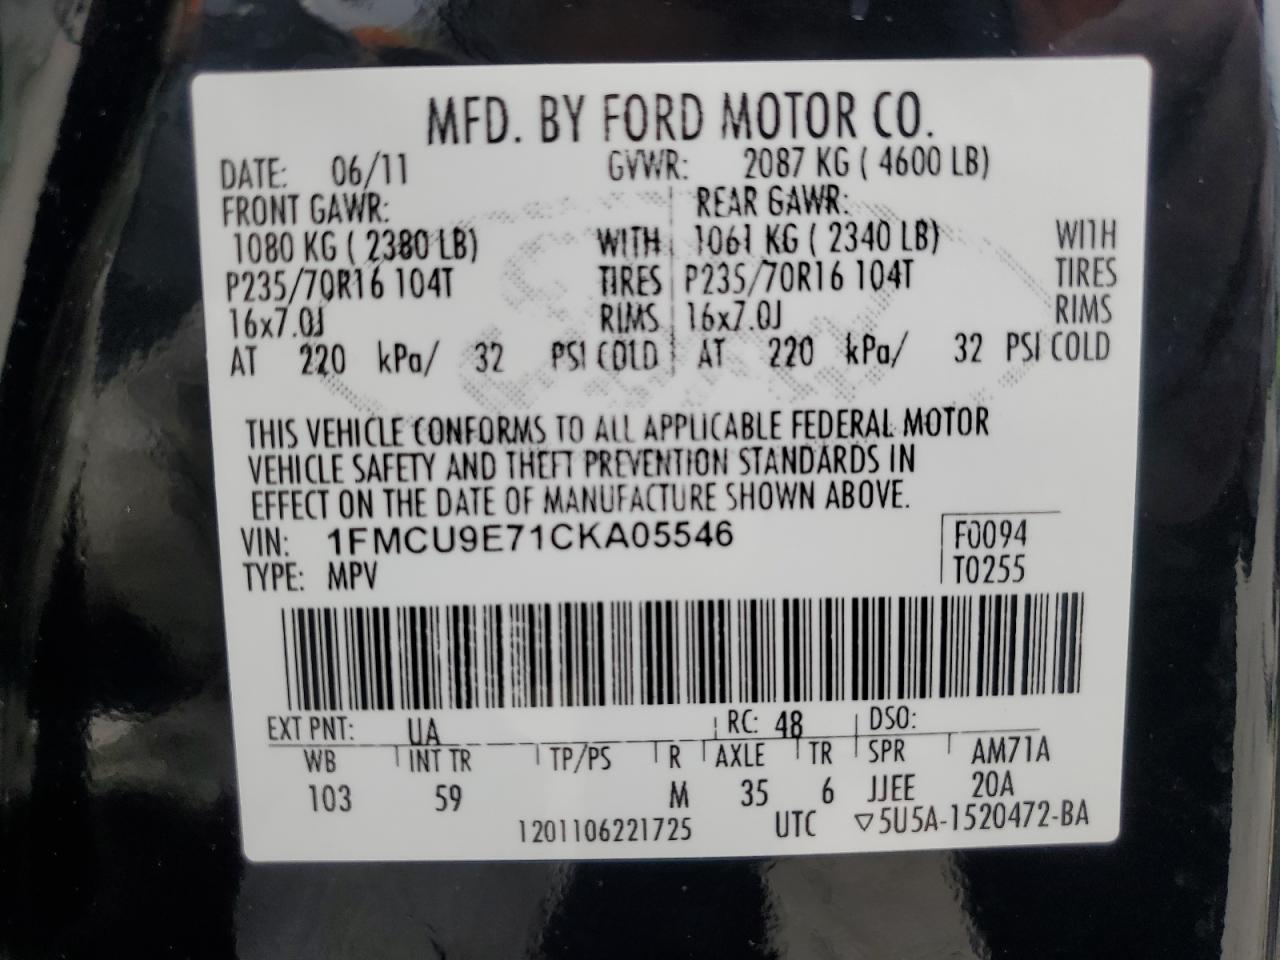 MFD. BY FORD MOTOR CO.
DATE: 06/11 GVWR: 2087 KG ( 4600 LB)
FRONT GAWR: REAR GAWR:
1080 KG ( 2380 LB) WITH 1061 KG ( 2340 LB) WITH
P235/70R16 104T TIRES P235/70R16 104T TIRES
16x7.0J RIMS 16x7.0J RIMS
AT 220 kPa/ 32 PSI COLD AT 220 kPa/ 32 PSI COLD
THIS VEHICLE CONFORMS TO ALL APPLICABLE FEDERAL MOTOR
VEHICLE SAFETY AND THEFT PREVENTION STANDARDS IN
EFFECT ON THE DATE OF MANUFACTURE SHOWN ABOVE.
VIN: 1FMCU9E71CKA05546 F0094
TYPE: MPV T0255
EXT PNT: UA RC: 48 DSO:
WB INT TR TP/PS R AXLE TR SPR AM71A
103 59 M 35 6 JJEE 20A
1201106221725 UTC ▽5U5A-1520472-BA